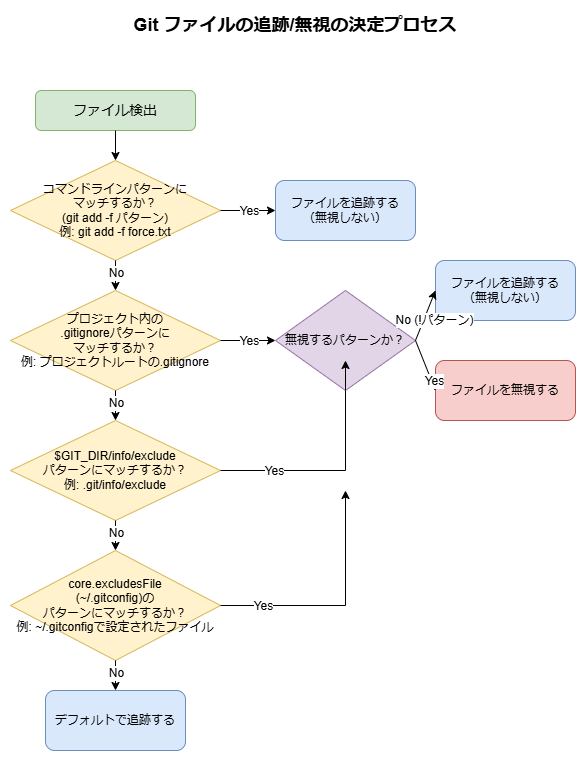 Git ファイルの追跡/無視の決定プロセス
ファイル検出
コマンドラインパターンに
マッチするか？
(git add -f パターン)
例: git add -f force.txt
Yes
ファイルを追跡する
（無視しない）
No
プロジェクト内の
.gitignoreパターンに
マッチするか？
例: プロジェクトルートの.gitignore
Yes
無視するパターンか？
No (!パターン)
ファイルを追跡する
（無視しない）
Yes
ファイルを無視する
No
$GIT_DIR/info/exclude
パターンにマッチするか？
例: .git/info/exclude
Yes
No
core.excludesFile
(~/.gitconfig)の
パターンにマッチするか？
例: ~/.gitconfigで設定されたファイル
Yes
No
デフォルトで追跡する